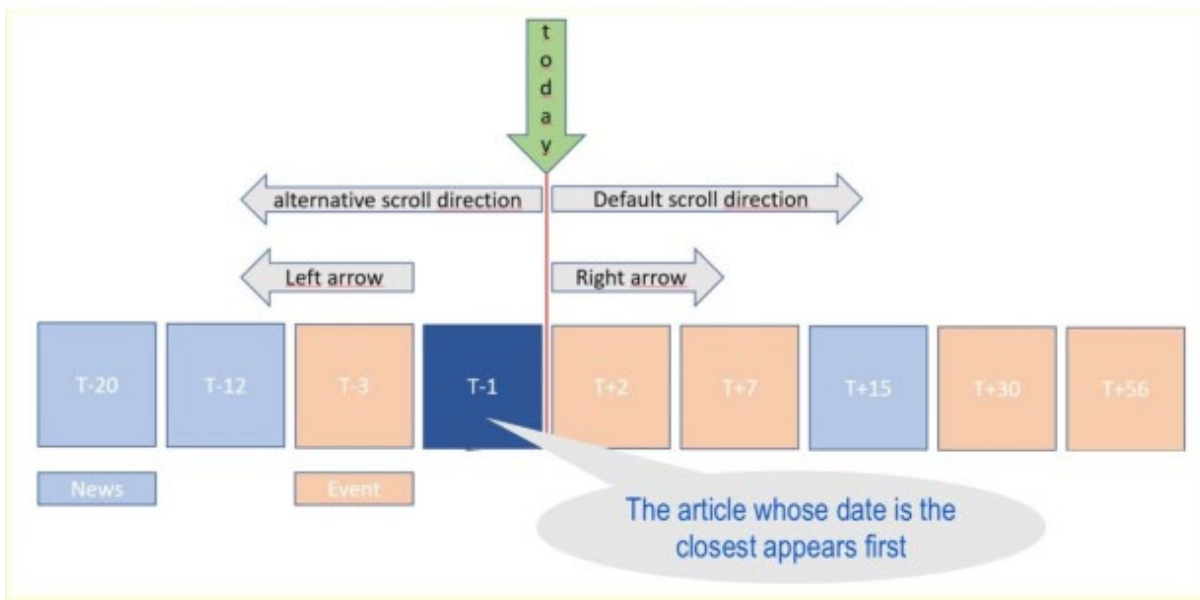 today
alternative scroll direction
Default scroll direction
Left arrow
Right arrow
T-20
T-12
T-3
T-1
T+2
T+7
T+15
T+30
T+56
News
Event
The article whose date is the
closest appears first